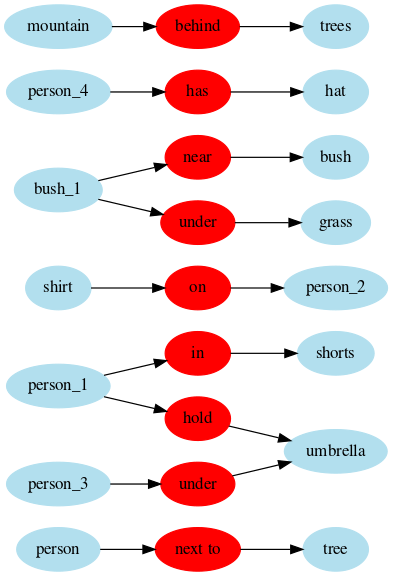 mountain behind trees
person_4 has hat
near bush
bush_1
under grass
shirt on person_2
in shorts
person_1
hold
umbrella
person_3 under
person next to tree